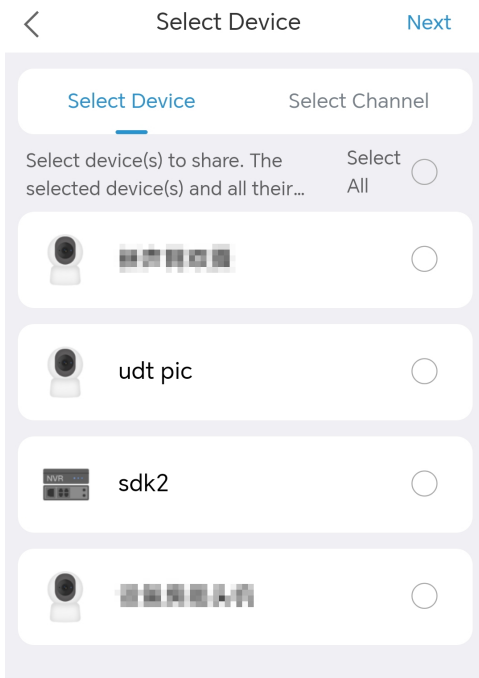 Select Device
Next
Select Device
Select Channel
Select device(s) to share. The
selected device(s) and all their...
Select
All
udt pic
NVR
sdk2